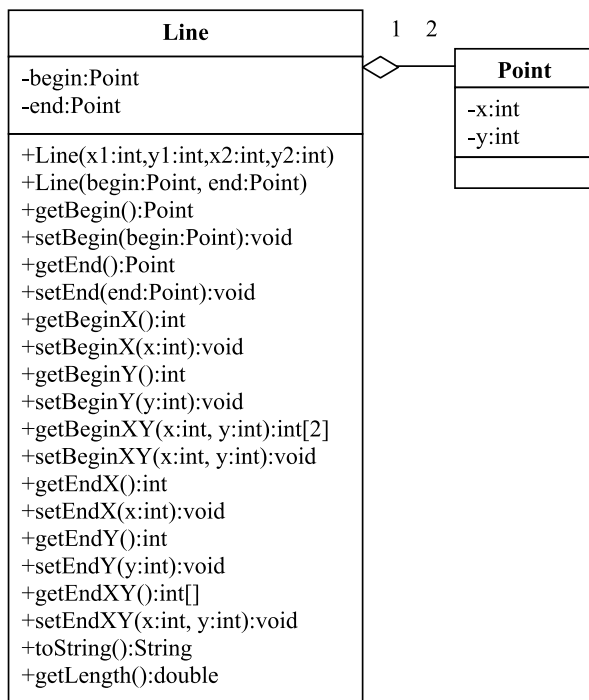 Line
-begin:Point
-end:Point
+Line(x1:int,y1:int,x2:int,y2:int)
+Line(begin:Point, end:Point)
+getBegin():Point
+setBegin(begin:Point):void
+getEnd():Point
+setEnd(end:Point):void
+getBeginX():int
+setBeginX(x:int):void
+getBeginY():int
+setBeginY(y:int):void
+getBeginXY(x:int, y:int):int[2]
+setBeginXY(x:int, y:int):void
+getEndX():int
+setEndX(x:int):void
+getEndY():int
+setEndY(y:int):void
+getEndXY():int[]
+setEndXY(x:int, y:int):void
+toString():String
+getLength():double
1 2
Point
-x:int
-y:int